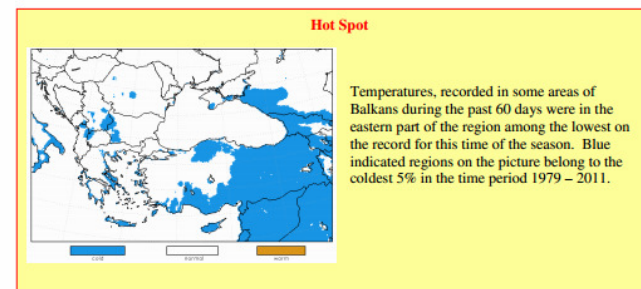 Hot Spot
Temperatures, recorded in some areas of
Balkans during the past 60 days were in the
eastern part of the region among the lowest on
the record for this time of the season.  Blue
indicated regions on the picture belong to the
coldest 5% in the time period 1979 – 2011.
Cold
Normal
Warm